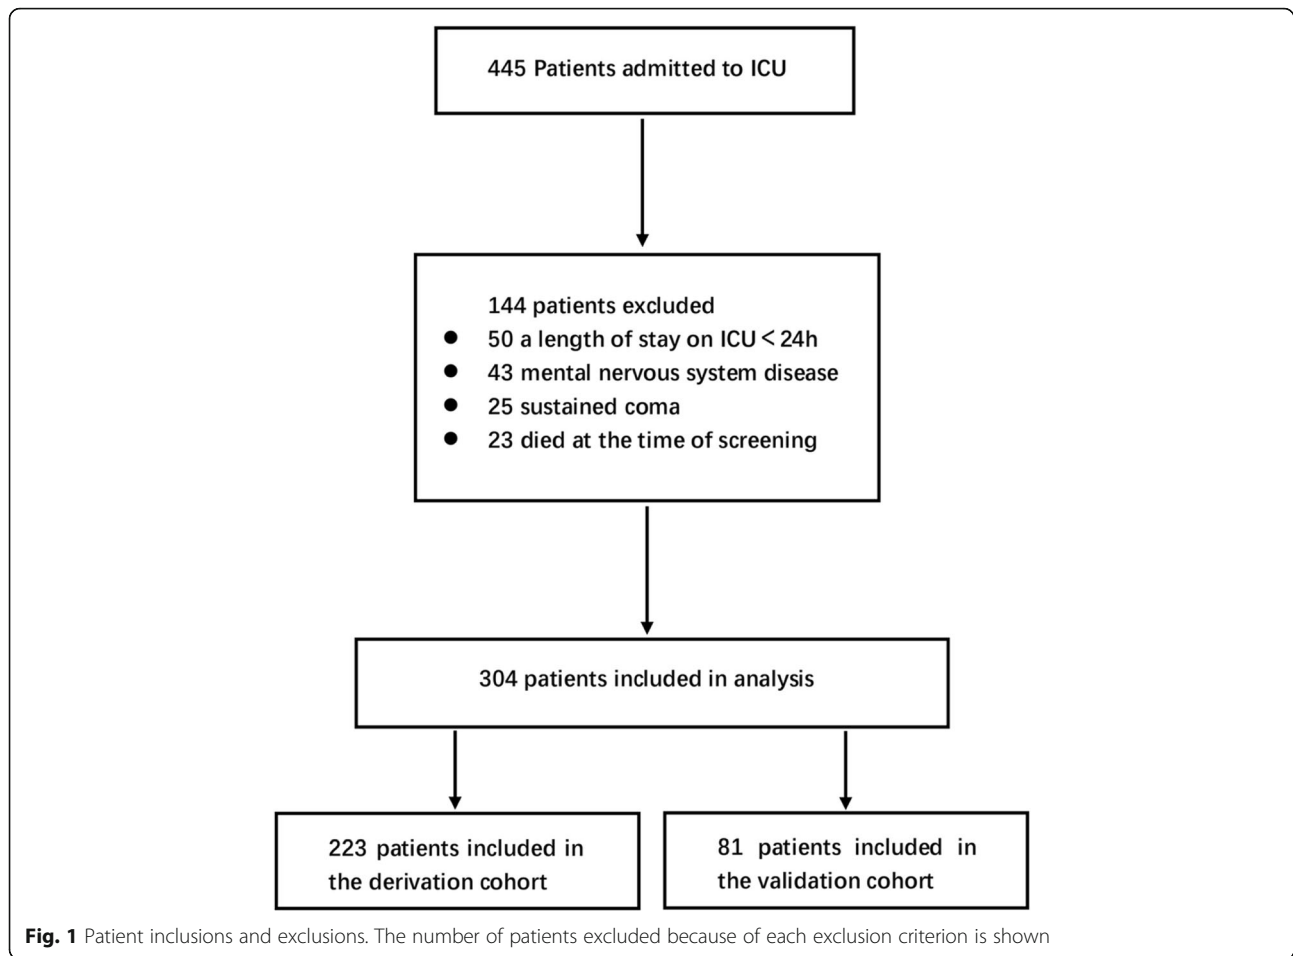 445 Patients admitted to ICU
144 patients excluded
● 50 a length of stay on ICU < 24h
● 43 mental nervous system disease
● 25 sustained coma
● 23 died at the time of screening
304 patients included in analysis
223 patients included in
the derivation cohort
81 patients included in
the validation cohort
Fig. 1 Patient inclusions and exclusions. The number of patients excluded because of each exclusion criterion is shown